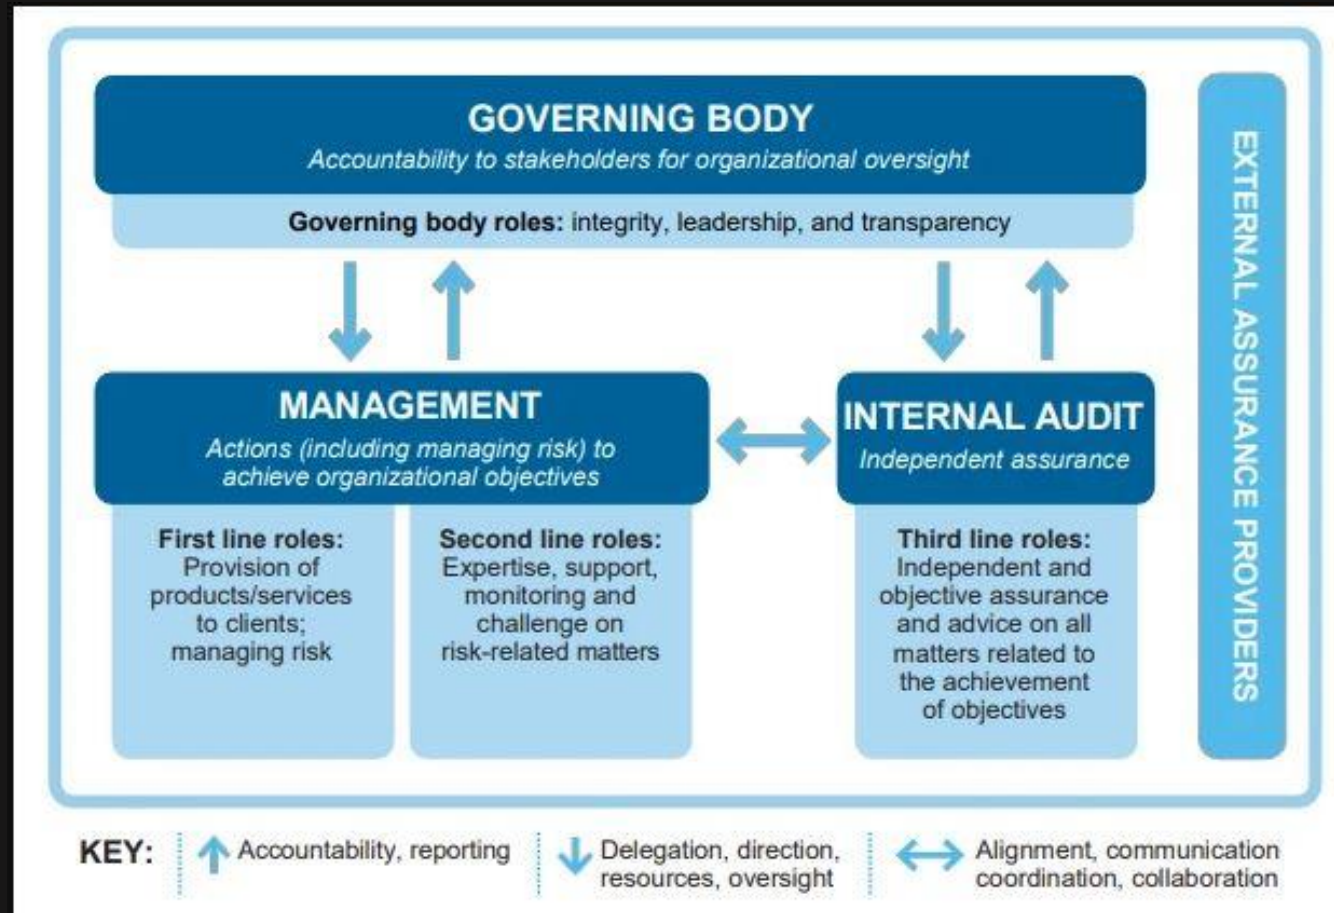 GOVERNING BODY
Accountability to stakeholders for organizational oversight
Governing body roles: integrity, leadership, and transparency
MANAGEMENT
Actions (including managing risk) to
achieve organizational objectives
First line roles:
Provision of
products/services
to clients;
managing risk
Second line roles:
Expertise, support,
monitoring and
challenge on
risk-related matters
INTERNAL AUDIT
Independent assurance
Third line roles:
Independent and
objective assurance
and advice on all
matters related to
the achievement
of objectives
EXTERNAL ASSURANCE PROVIDERS
KEY:
Accountability, reporting
Delegation, direction,
resources, oversight
Alignment, communication
coordination, collaboration